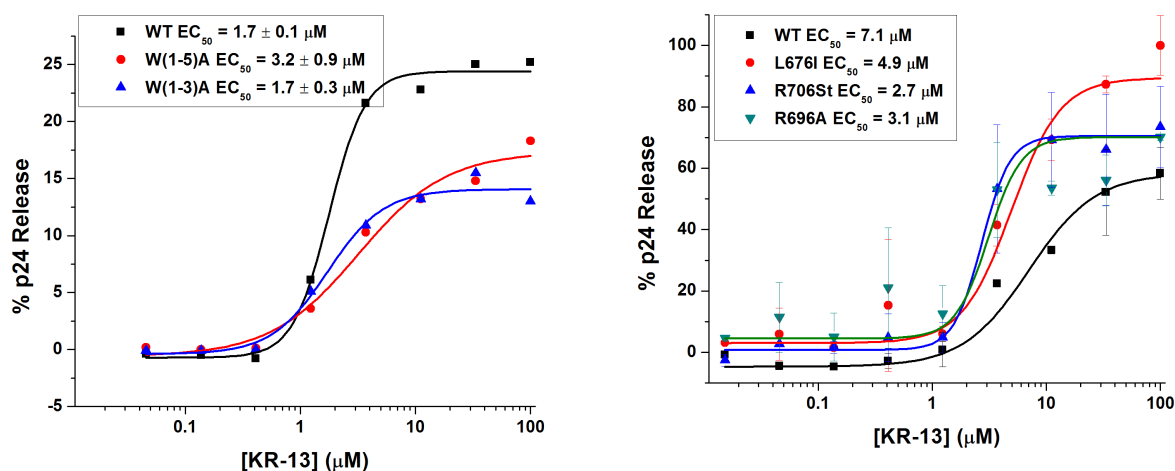 WT EC50 = 1.7 ± 0.1 μM
W(1-5)A EC50 = 3.2 ± 0.9 μM
W(1-3)A EC50 = 1.7 ± 0.3 μM
% p24 Release
25
20
15
10
5
0
-5
0.1
1
10
100
[KR-13] (μM)
WT EC50 = 7.1 μM
L676I EC50 = 4.9 μM
R706St EC50 = 2.7 μM
R696A EC50 = 3.1 μM
% p24 Release
100
80
60
40
20
0
0.1
1
10
100
[KR-13] (μM)